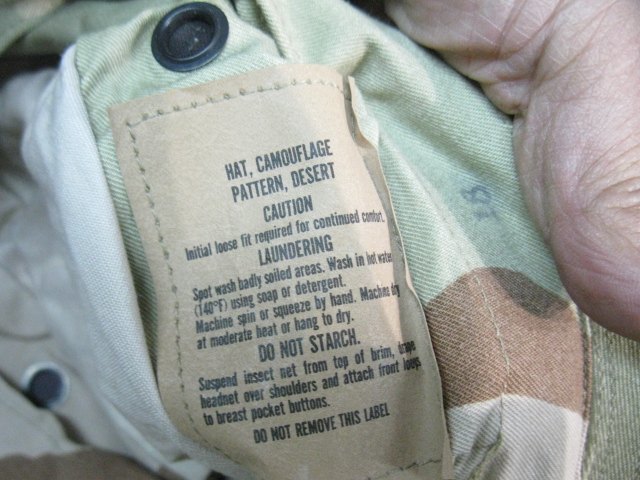 HAT, CAMOUFLAGE
PATTERN, DESERT
CAUTION
Initial loose fit required for continued comfort.
LAUNDERING
Spot wash badly soiled areas. Wash in hot water
(140°F) using soap or detergent.
Machine spin or squeeze by hand. Machine dry
at moderate heat or hang to dry.
DO NOT STARCH.
Suspend insect net from top of brim, drape
headnet over shoulders and attach front loops
to breast pocket buttons.
DO NOT REMOVE THIS LABEL